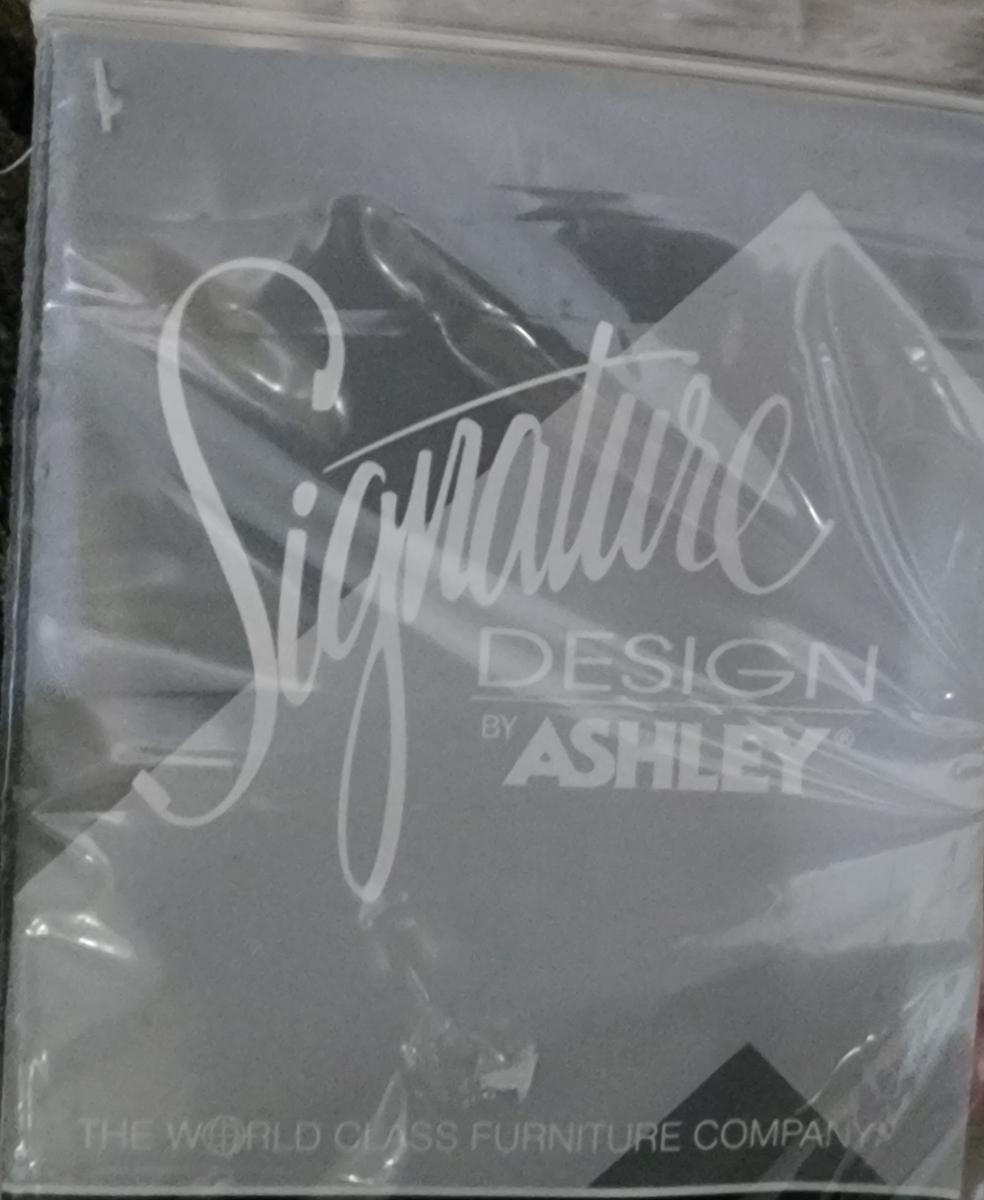 Signature
DESIGN
BY ASHLEY®
THE WORLD CLASS FURNITURE COMPANY